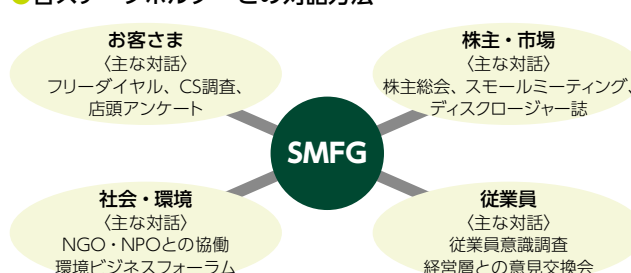 ●各ステークホルダーとの対話方法
お客さま
〈主な対話〉
フリーダイヤル、CS調査、
店頭アンケート
株主・市場
〈主な対話〉
株主総会、スモールミーティング、
ディスクロージャー誌
SMFG
社会・環境
〈主な対話〉
NGO・NPOとの協働
環境ビジネスフォーラム
従業員
〈主な対話〉
従業員意識調査
経営層との意見交換会